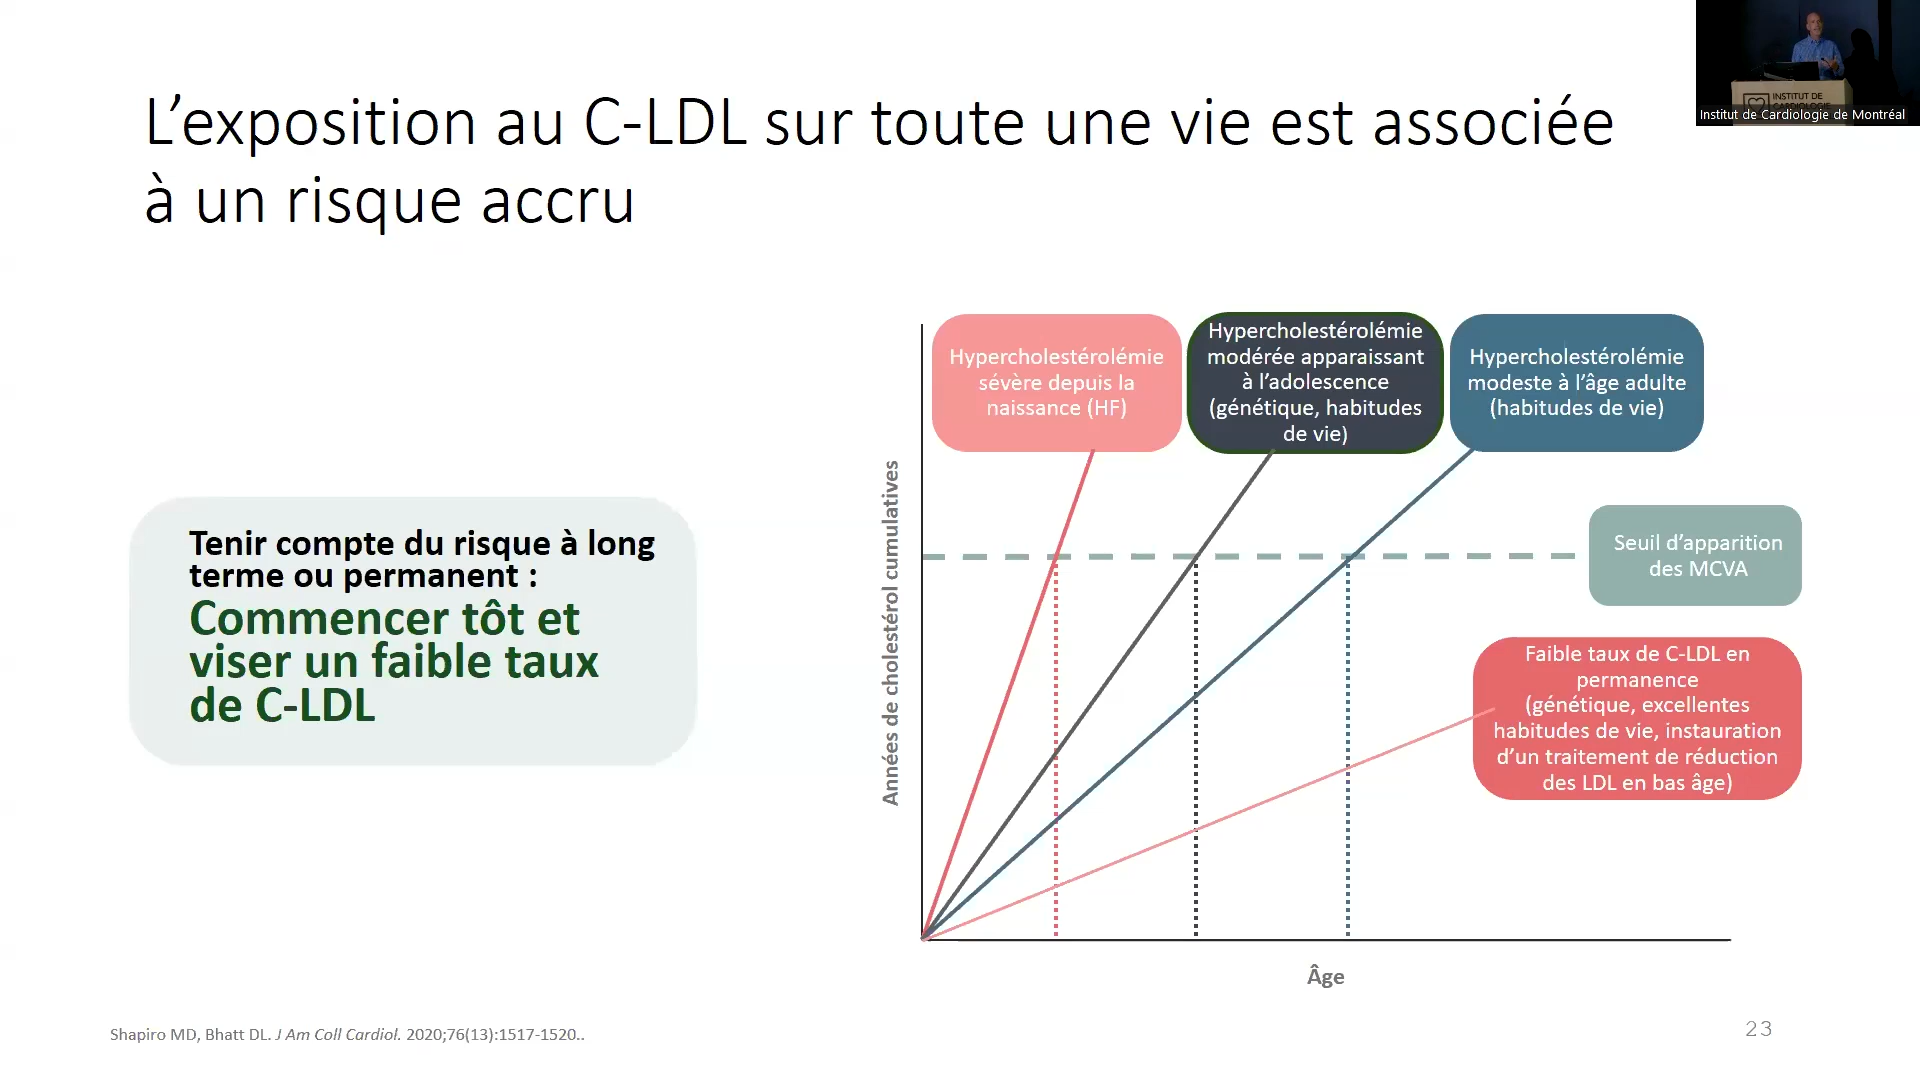 L'exposition au C-LDL sur toute une vie est associée
à un risque accru
INSTITUT DE
CARDIOLOGIE
Institut de Cardiologie de Montréal
Tenir compte du risque à long
terme ou permanent :
Commencer tôt et
viser un faible taux
de C-LDL
Années de cholestérol cumulatives
Hypercholestérolémie
sévère depuis la
naissance (HF)
Hypercholestérolémie
modérée apparaissant
à l'adolescence
(génétique, habitudes
de vie)
Hypercholestérolémie
modeste à l'âge adulte
(habitudes de vie)
Seuil d'apparition
des MCVA
Faible taux de C-LDL en
permanence
(génétique, excellentes
habitudes de vie, instauration
d'un traitement de réduction
des LDL en bas âge)
Âge
Shapiro MD, Bhatt DL. J Am Coll Cardiol. 2020;76(13):1517-1520..
23